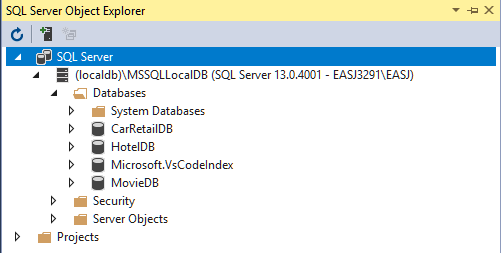 SQL Server Object Explorer
SQL Server
(localdb)\MSSQLLocalDB (SQL Server 13.0.4001 - EASJ3291\EASJ)
Databases
System Databases
CarRetailDB
HotelDB
Microsoft.VsCodeIndex
MovieDB
Security
Server Objects
Projects